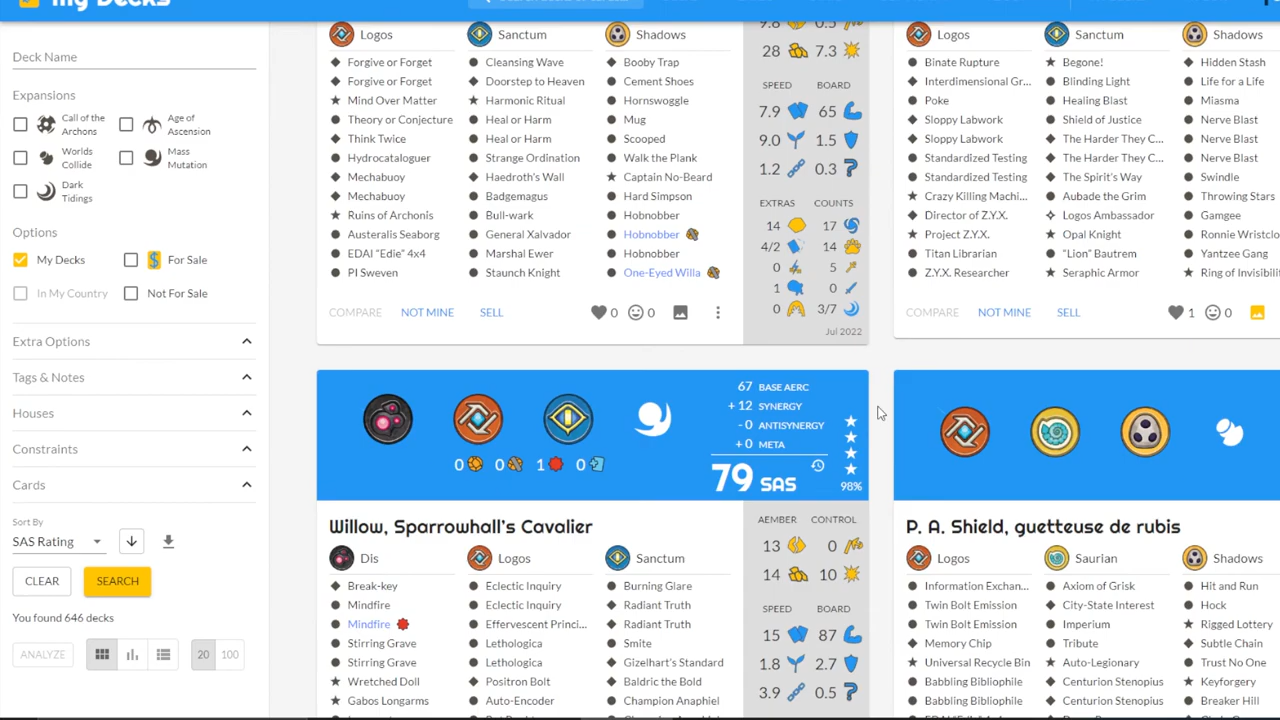 My Decks
Deck Name
Expansions
Call of the Archons
Age of Ascension
Worlds Collide
Mass Mutation
Dark Tidings
Options
My Decks
For Sale
In My Country
Not For Sale
Extra Options
Tags & Notes
Houses
Constraints
Cards
Sort By
SAS Rating
CLEAR
SEARCH
You found 646 decks
ANALYZE
20
100
Logos
Forgive or Forget
Forgive or Forget
Mind Over Matter
Theory or Conjecture
Think Twice
Hydrocataloguer
Mechabuoy
Mechabuoy
Ruins of Archonis
Australis Seaborg
EDAI "Edie" 4x4
PI Sweven
Sanctum
Cleansing Wave
Doorstep to Heaven
Harmonic Ritual
Heal or Harm
Heal or Harm
Strange Ordination
Haedroth's Wall
Badgemagus
Bull-wark
General Xalvador
Marshal Ewer
Staunch Knight
Shadows
Booby Trap
Cement Shoes
Hornswoggle
Mug
Scooped
Walk the Plank
Captain No-Beard
Hard Simpson
Hobnobber
Hobnobber
Hobnobber
One-Eyed Willa
9.8 0.5
28 7.3
SPEED BOARD
7.9 65
9.0 1.5
1.2 0.3
EXTRAS COUNTS
14 17
4/2 14
0 5
1 0
0 3/7
Jul 2022
COMPARE NOT MINE SELL 0 0
Logos
Binate Rupture
Interdimensional Gr...
Poke
Sloppy Labwork
Sloppy Labwork
Standardized Testing
Standardized Testing
Crazy Killing Machi...
Director of Z.Y.X.
Project Z.Y.X.
Titan Librarian
Z.Y.X. Researcher
Sanctum
Begone!
Blinding Light
Healing Blast
Shield of Justice
The Harder They C...
The Harder They C...
The Spirit's Way
Aubade the Grim
Logos Ambassador
Opal Knight
"Lion" Bautrem
Seraphic Armor
Shadows
Hidden Stash
Life for a Life
Miasma
Nerve Blast
Nerve Blast
Nerve Blast
Swindle
Throwing Stars
Gamgee
Ronnie Wristclo
Yantzee Gang
Ring of Invisibili
COMPARE NOT MINE SELL 1 0
67 BASE AERC
+ 12 SYNERGY
- 0 ANTISYNERGY
+ 0 META
79 SAS
98%
0 0 1 0
Willow, Sparrowhall's Cavalier
Dis
Break-key
Mindfire
Mindfire
Stirring Grave
Stirring Grave
Wretched Doll
Gabos Longarms
Logos
Eclectic Inquiry
Eclectic Inquiry
Effervescent Princi...
Lethologica
Lethologica
Positron Bolt
Auto-Encoder
Sanctum
Burning Glare
Radiant Truth
Radiant Truth
Smite
Gizelhart's Standard
Baldric the Bold
Champion Anaphiel
AEMBER CONTROL
13 0
14 10
SPEED BOARD
15 87
1.8 2.7
3.9 0.5
P. A. Shield, guetteuse de rubis
Logos
Information Exchan...
Twin Bolt Emission
Twin Bolt Emission
Memory Chip
Universal Recycle Bin
Babbling Bibliophile
Babbling Bibliophile
Saurian
Axiom of Grisk
City-State Interest
Imperium
Tribute
Auto-Legionary
Centurion Stenopius
Centurion Stenopius
Shadows
Hit and Run
Hock
Rigged Lottery
Subtle Chain
Trust No One
Keyforgery
Breaker Hill